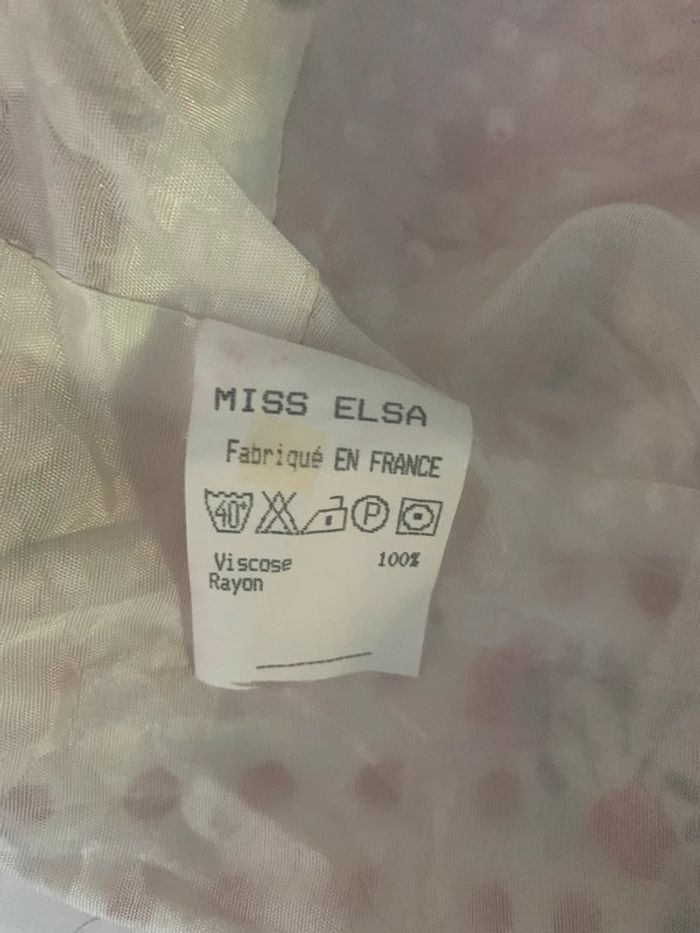 MISS ELSA
Fabriqué EN FRANCE
40°
P
Viscose 100%
Rayon